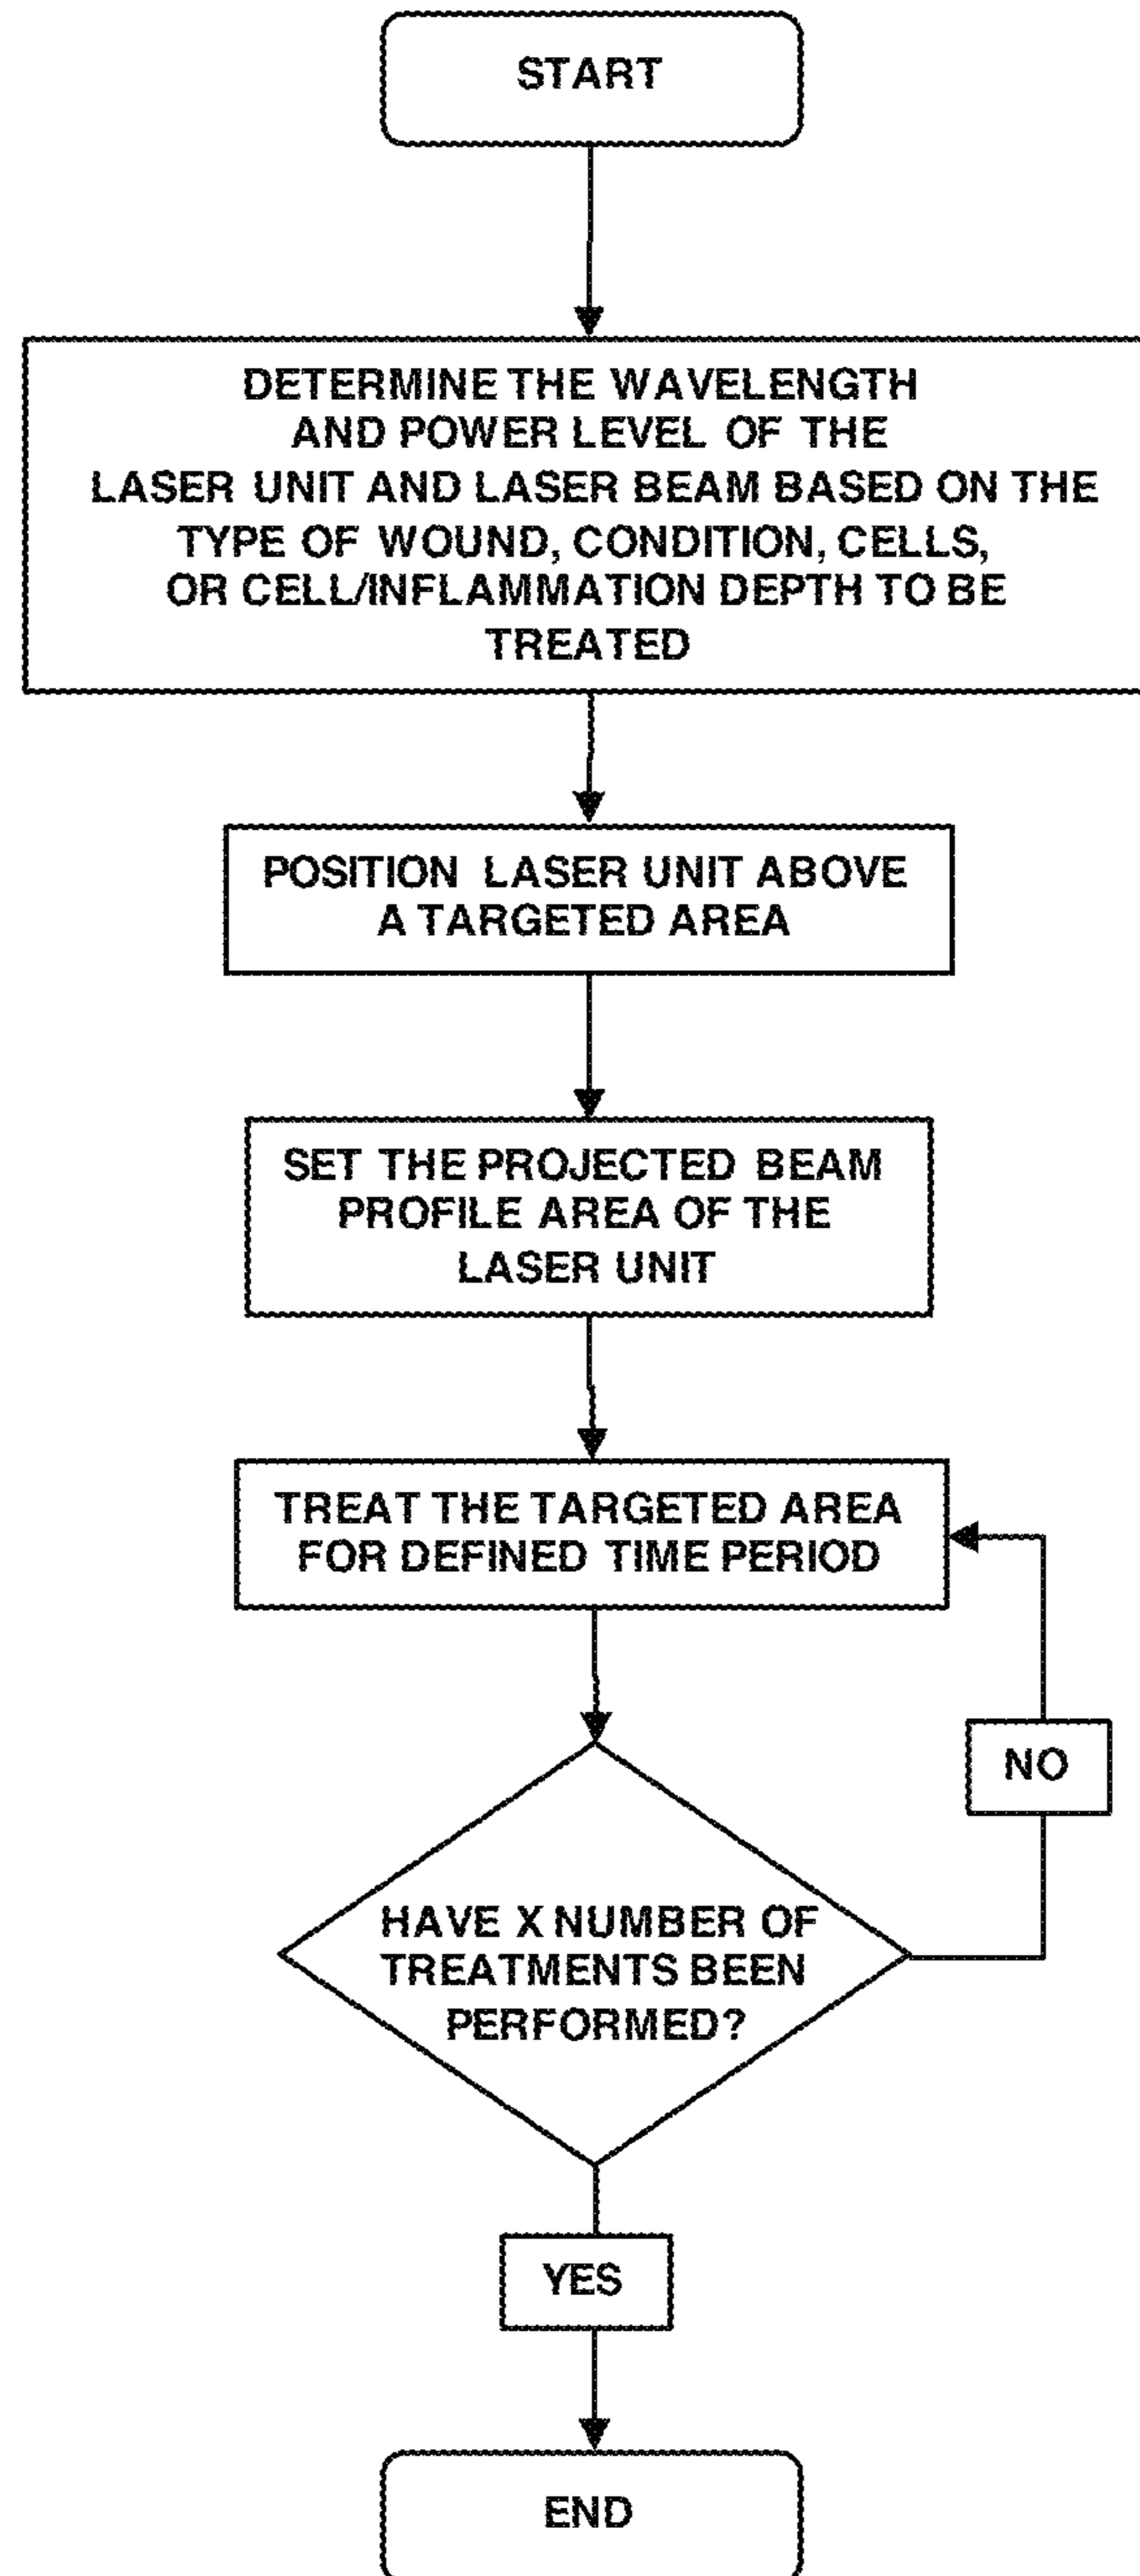 START
DETERMINE THE WAVELENGTH
AND POWER LEVEL OF THE
LASER UNIT AND LASER BEAM BASED ON THE
TYPE OF WOUND, CONDITION, CELLS,
OR CELL/INFLAMMATION DEPTH TO BE
TREATED
POSITION LASER UNIT ABOVE
A TARGETED AREA
SET THE PROJECTED BEAM
PROFILE AREA OF THE
LASER UNIT
TREAT THE TARGETED AREA
FOR DEFINED TIME PERIOD
NO
HAVE X NUMBER OF
TREATMENTS BEEN
PERFORMED?
YES
END